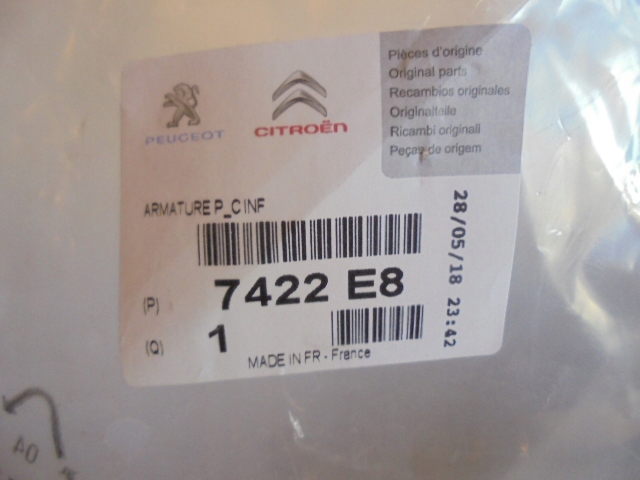 PEUGEOT
CITROËN
Pièces d'origine
Original parts
Recambios originales
Originalteile
Ricambi originali
Peças de origem
ARMATURE P_C INF
28/05/18 23:42
(P) 7422 E8
(Q) 1
MADE IN FR - France
40